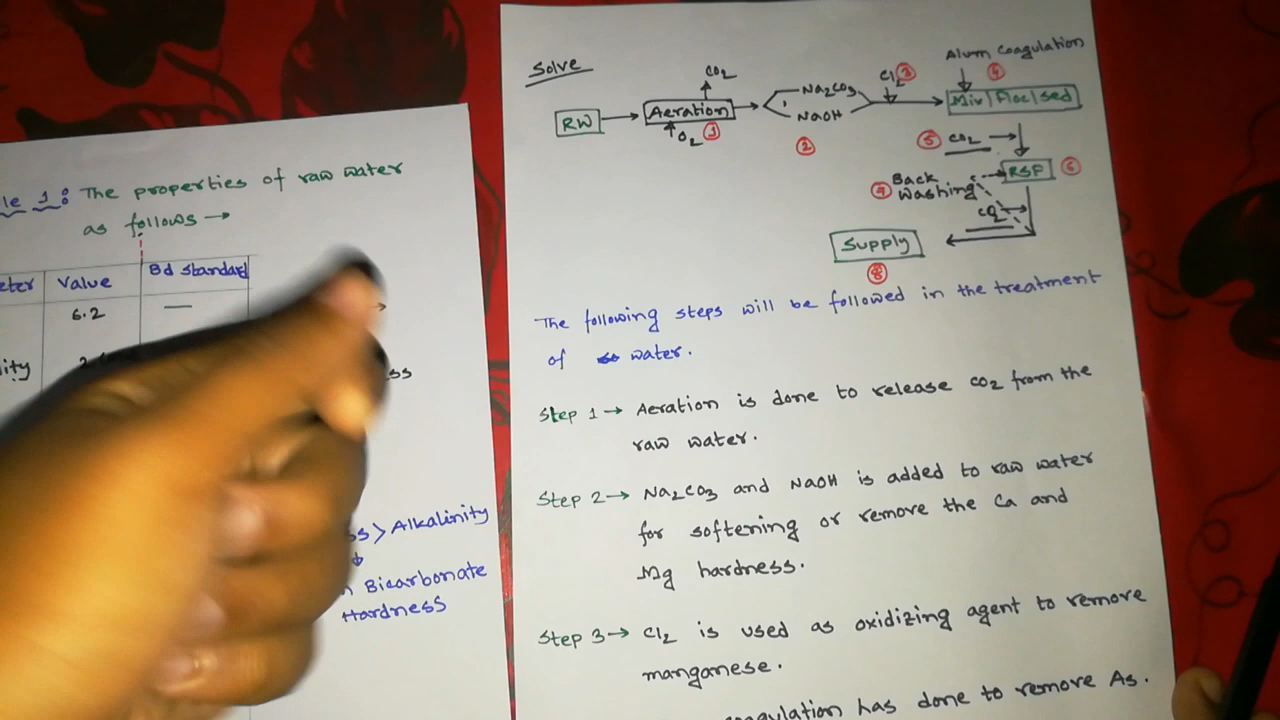 le 1: The properties of raw water
as follows →
eter Value Bd standard
6.2 —
ity
ss
ss > Alkalinity
↓
n Bicarbonate
Hardness
Solve
RW → Aeration → Na2CO3 Cl2 ③ Alum Coagulation ④
CO2 O2 ① NaOH ② Mix/Floc/Sed
⑤ CO2 →
RSF ⑥
Back
washing
CO2
Supply
⑧
The following steps will be followed in the treatment
of water.
Step 1 → Aeration is done to release CO2 from the
raw water.
Step 2 → Na2CO3 and NaOH is added to raw water
for softening or remove the Ca and
Mg hardness.
Step 3 → Cl2 is used as oxidizing agent to remove
manganese.
oagulation has done to remove As.